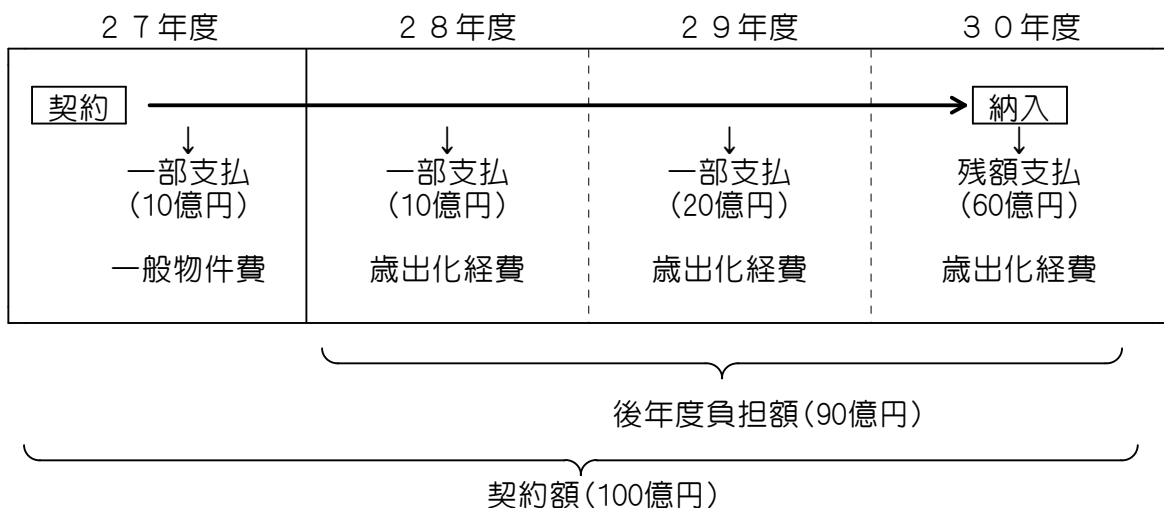 ２７年度　２８年度　２９年度　３０年度
契約　納入
↓　↓　↓　↓
一部支払　一部支払　一部支払　残額支払
(10億円)　(10億円)　(20億円)　(60億円)
一般物件費　歳出化経費　歳出化経費　歳出化経費
後年度負担額(90億円)
契約額(100億円)